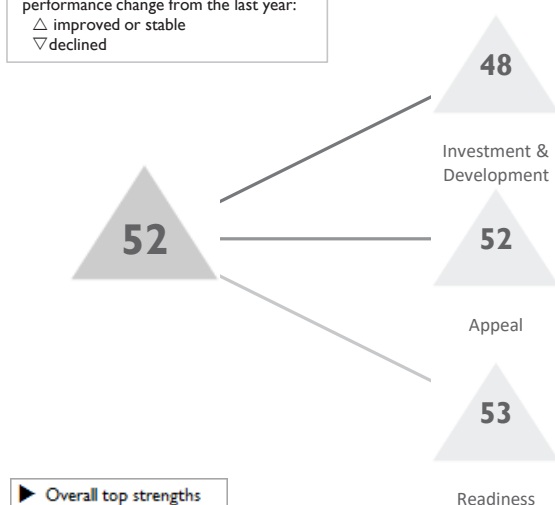 performance change from the last year:
△ improved or stable
▽declined
48
Investment &
Development
52
52
Appeal
53
Readiness
▶ Overall top strengths